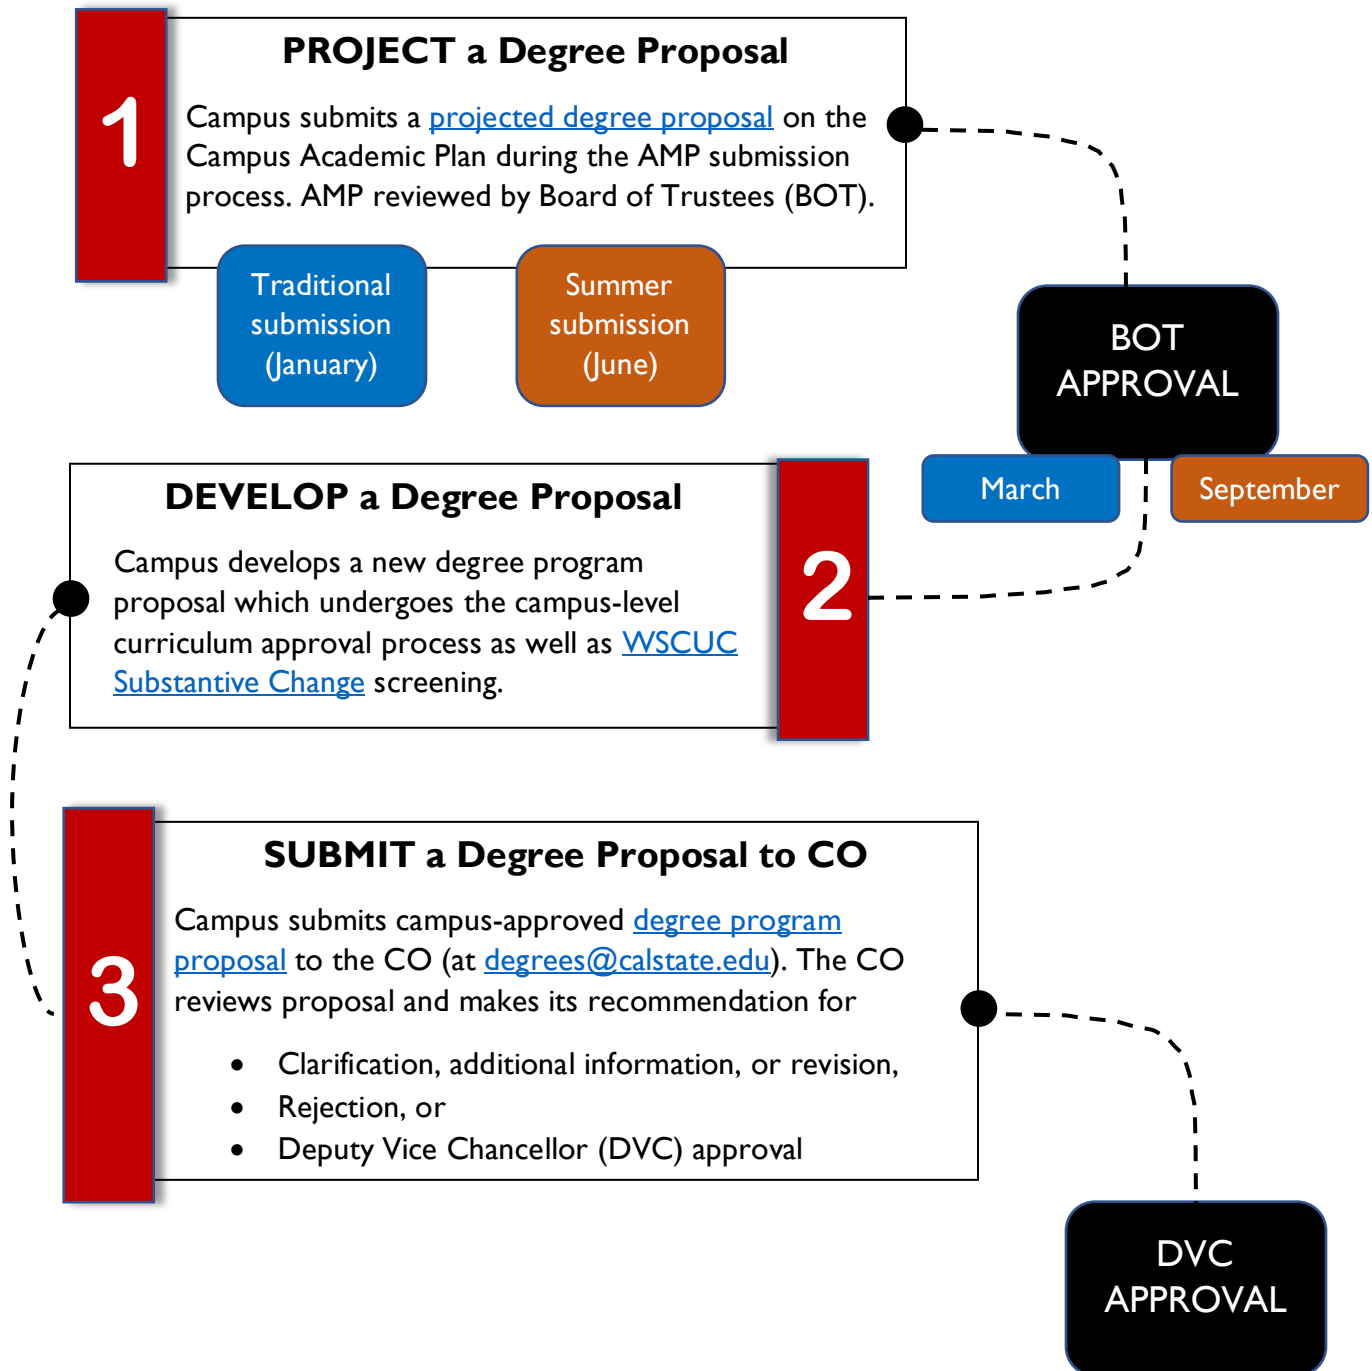 1
PROJECT a Degree Proposal
Campus submits a projected degree proposal on the
Campus Academic Plan during the AMP submission
process. AMP reviewed by Board of Trustees (BOT).
Traditional
submission
(January)
Summer
submission
(June)
BOT
APPROVAL
March
September
2
DEVELOP a Degree Proposal
Campus develops a new degree program
proposal which undergoes the campus-level
curriculum approval process as well as WSCUC
Substantive Change screening.
3
SUBMIT a Degree Proposal to CO
Campus submits campus-approved degree program
proposal to the CO (at degrees@calstate.edu). The CO
reviews proposal and makes its recommendation for
• Clarification, additional information, or revision,
• Rejection, or
• Deputy Vice Chancellor (DVC) approval
DVC
APPROVAL